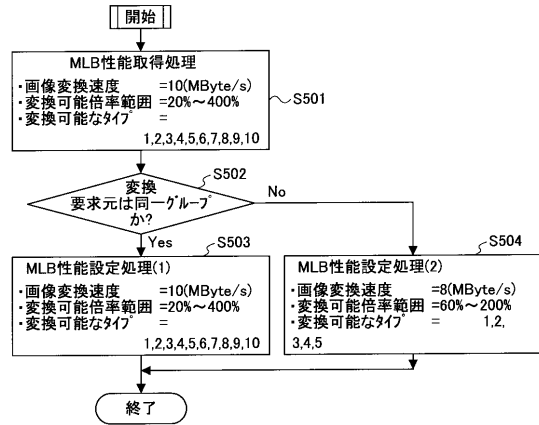 開始
MLB性能取得処理
・画像変換速度 =10(MByte/s)
・変換可能倍率範囲 =20%～400%
・変換可能なﾀｲﾌﾟ =
1,2,3,4,5,6,7,8,9,10
S501
S502
変換
要求元は同一ｸﾞﾙｰﾌﾟ
か?
No
Yes
S503
MLB性能設定処理(1)
・画像変換速度 =10(MByte/s)
・変換可能倍率範囲 =20%～400%
・変換可能なﾀｲﾌﾟ =
1,2,3,4,5,6,7,8,9,10
S504
MLB性能設定処理(2)
・画像変換速度 =8(MByte/s)
・変換可能倍率範囲 =60%～200%
・変換可能なﾀｲﾌﾟ = 1,2,
3,4,5
終了